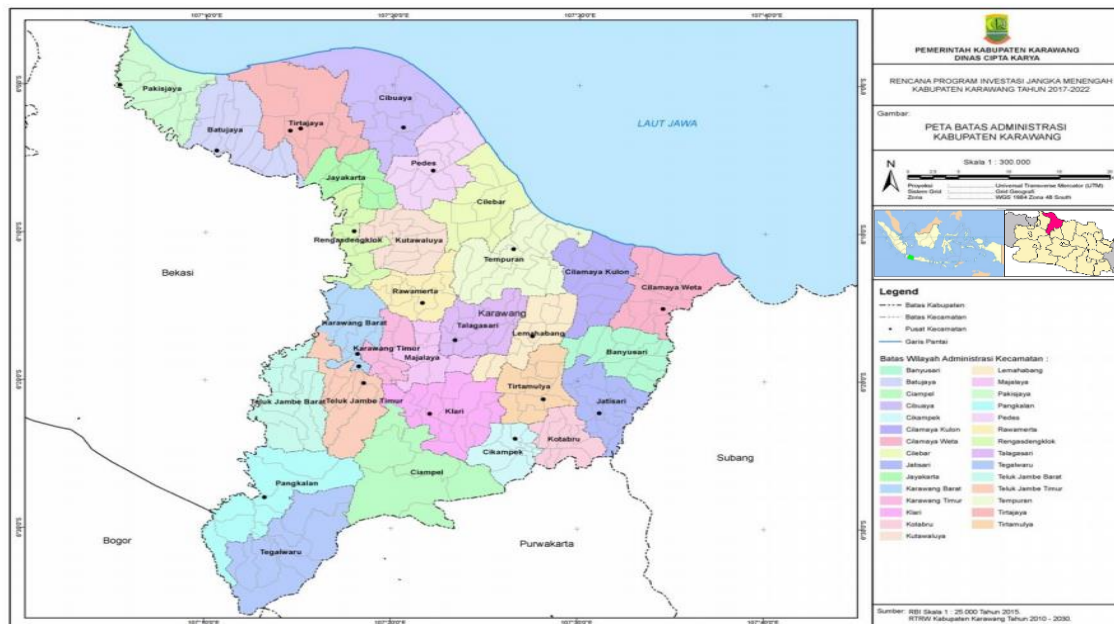 PEMERINTAH KABUPATEN KARAWANG
DINAS CIPTA KARYA
RENCANA PROGRAM INVESTASI JANGKA MENENGAH
KABUPATEN KARAWANG TAHUN 2017-2022
Gambar:
PETA BATAS ADMINISTRASI
KABUPATEN KARAWANG
N
Skala 1 : 300.000
Proyeksi : Universal Transverse Mercator (UTM)
Sistem Grid : Grid Geografi
Zona : WGS 1984 Zona 48 South
Legend
Batas Kabupaten
Batas Kecamatan
Pusat Kecamatan
Garis Pantai
Batas Wilayah Administrasi Kecamatan :
Banyusari
Batujaya
Ciampel
Cibuaya
Cikampek
Cilamaya Kulon
Cilamaya Weta
Cilebar
Jatisari
Jayakarta
Karawang Barat
Karawang Timur
Klari
Kotabru
Kutawaluya
Lemahabang
Majalaya
Pakisjaya
Pangkalan
Pedes
Rawamerta
Rengasdengklok
Talagasari
Tegalwaru
Teluk Jambe Barat
Teluk Jambe Timur
Tempuran
Tirtajaya
Tirtamulya
Sumber: RBI Skala 1 : 25.000 Tahun 2015.
RTRW Kabupaten Karawang Tahun 2010 - 2030.
Pakisjaya
Batujaya
Tirtajaya
Cibuaya
LAUT JAWA
Pedes
Jayakarta
Cilebar
Rengasdengklok
Kutawaluya
Tempuran
Cilamaya Kulon
Cilamaya Weta
Bekasi
Rawamerta
Karawang
Karawang Barat
Talagasari
Lemahabang
Karawang Timur
Majalaya
Banyusari
Teluk Jambe Barat
Teluk Jambe Timur
Klari
Tirtamulya
Jatisari
Kotabru
Cikampek
Subang
Ciampel
Pangkalan
Bogor
Tegalwaru
Purwakarta